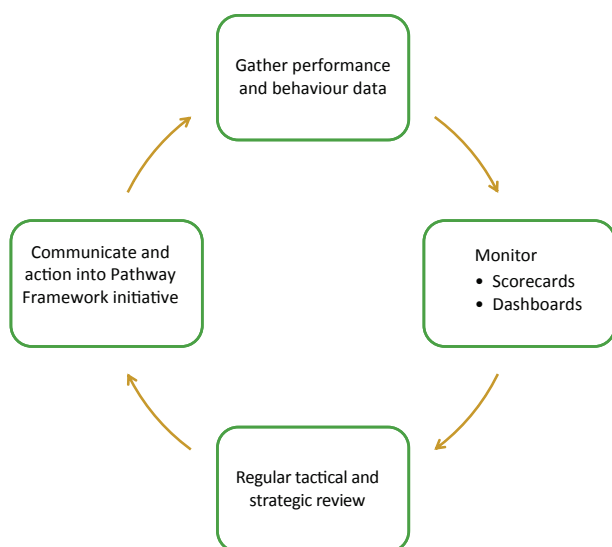 Gather performance
and behaviour data
Monitor
• Scorecards
• Dashboards
Regular tactical and
strategic review
Communicate and
action into Pathway
Framework initiative